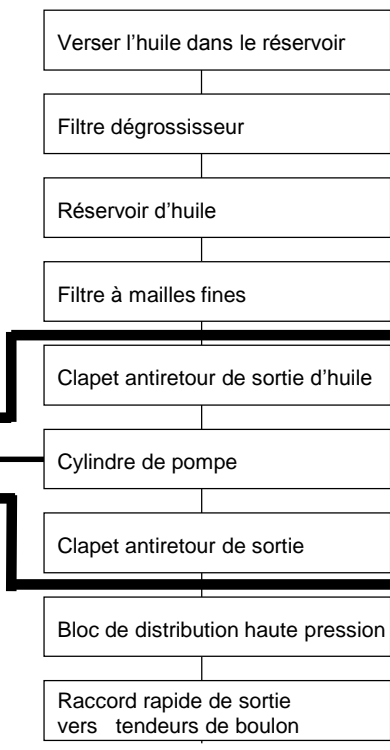 Verser l’huile dans le réservoir
Filtre dégrossisseur
Réservoir d’huile
Filtre à mailles fines
Clapet antiretour de sortie d’huile
Cylindre de pompe
Clapet antiretour de sortie
Bloc de distribution haute pression
Raccord rapide de sortie
vers tendeurs de boulon